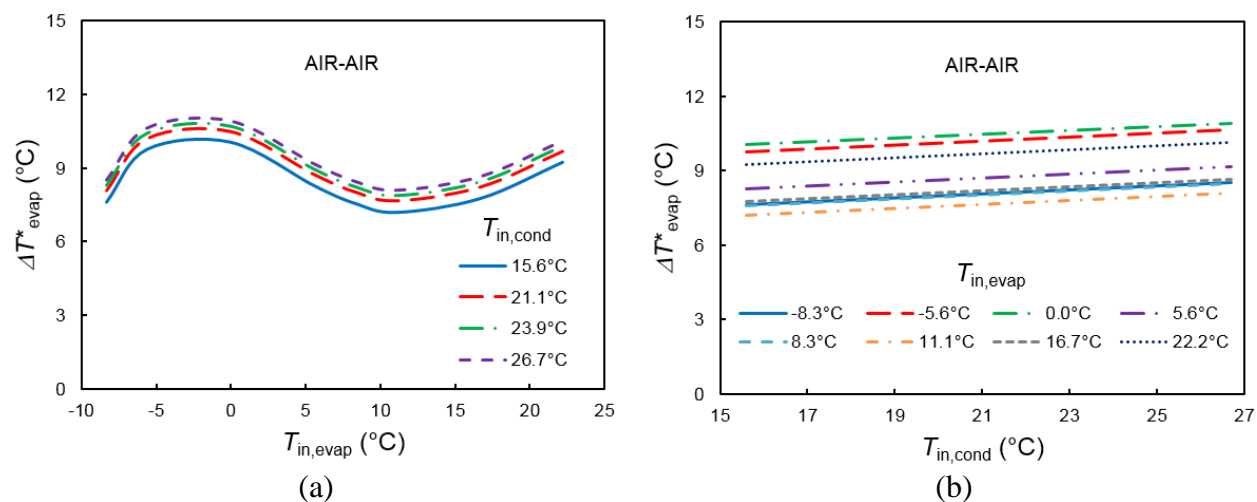 15
12
9
6
3
0
ΔT*evap (°C)
AIR-AIR
Tin,cond
15.6°C
21.1°C
23.9°C
26.7°C
-10 -5 0 5 10 15 20 25
Tin,evap (°C)
(a)
15
12
9
6
3
0
ΔT*evap (°C)
AIR-AIR
Tin,evap
-8.3°C -5.6°C 0.0°C 5.6°C
8.3°C 11.1°C 16.7°C 22.2°C
15 17 19 21 23 25 27
Tin,cond (°C)
(b)